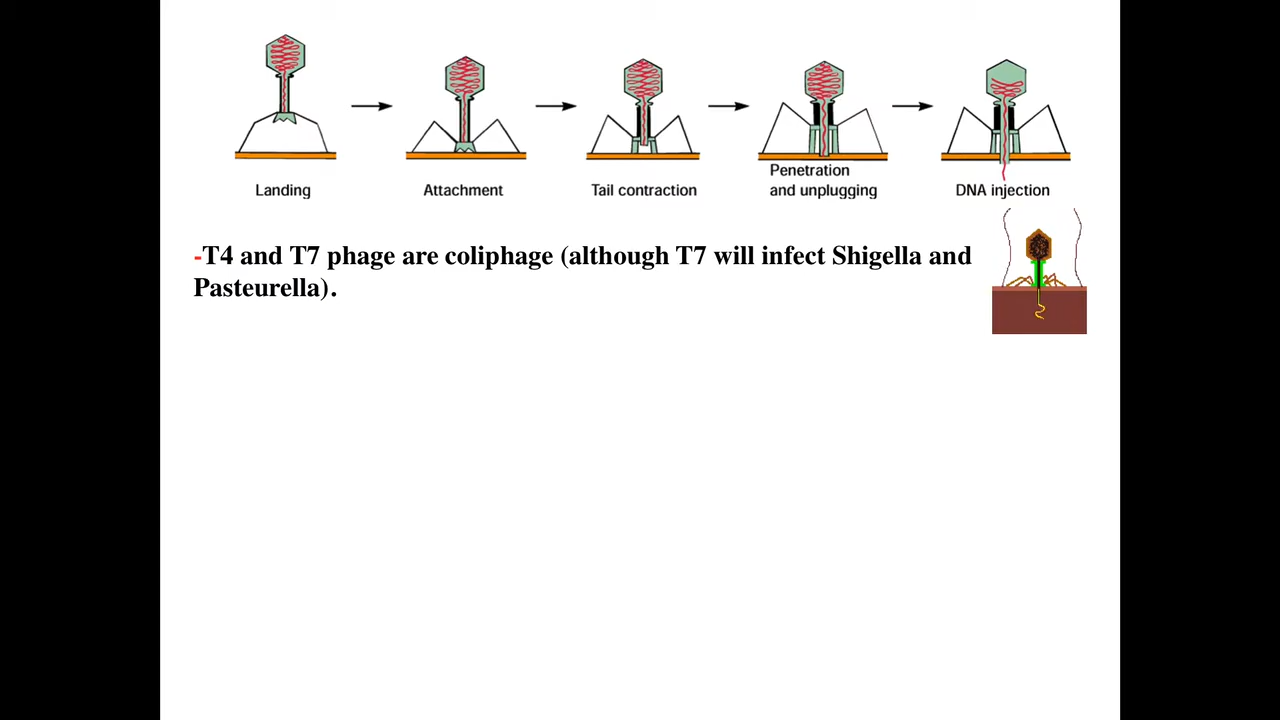 Landing
Attachment
Tail contraction
Penetration
and unplugging
DNA injection
-T4 and T7 phage are coliphage (although T7 will infect Shigella and
Pasteurella).